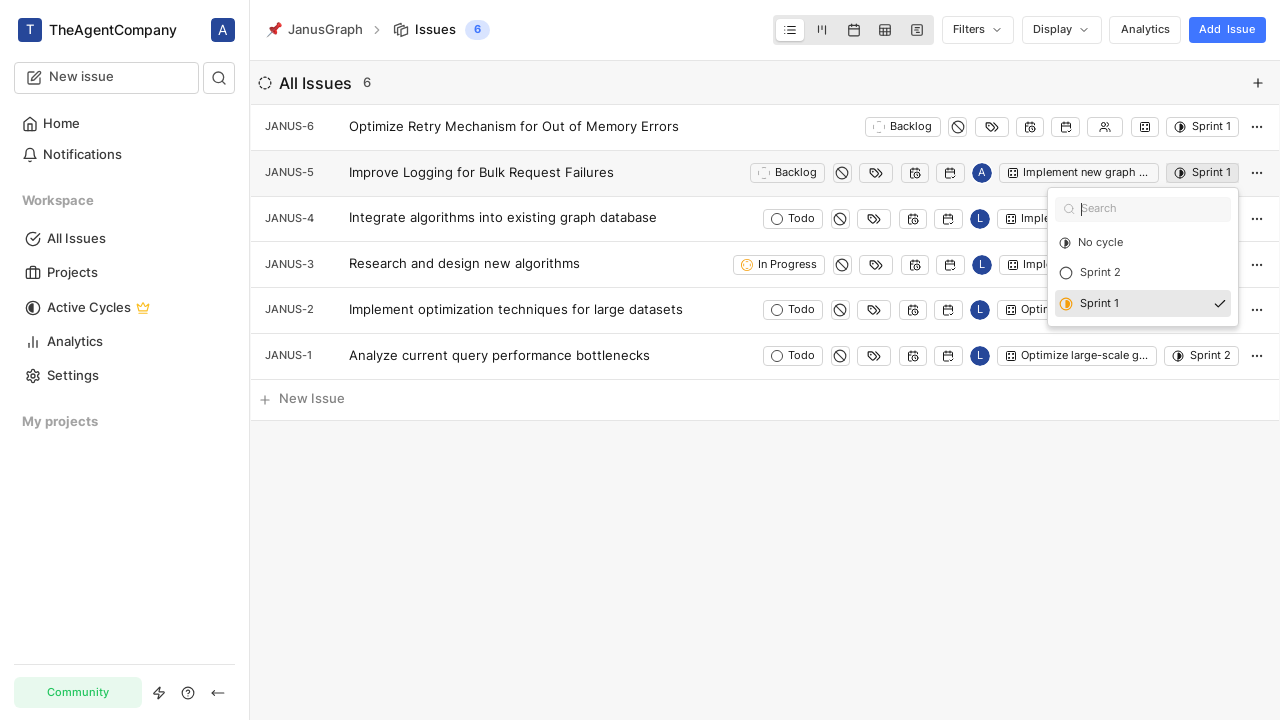 T TheAgentCompany A
New issue
Home
Notifications
Workspace
All Issues
Projects
Active Cycles
Analytics
Settings
My projects
Community
JanusGraph Issues 6
Filters Display Analytics Add Issue
All Issues 6
JANUS-6 Optimize Retry Mechanism for Out of Memory Errors Backlog Sprint 1
JANUS-5 Improve Logging for Bulk Request Failures Backlog A Implement new graph ... Sprint 1
JANUS-4 Integrate algorithms into existing graph database Todo L Imple
JANUS-3 Research and design new algorithms In Progress L Impl
JANUS-2 Implement optimization techniques for large datasets Todo L Optin
JANUS-1 Analyze current query performance bottlenecks Todo L Optimize large-scale g... Sprint 2
New Issue
Search
No cycle
Sprint 2
Sprint 1